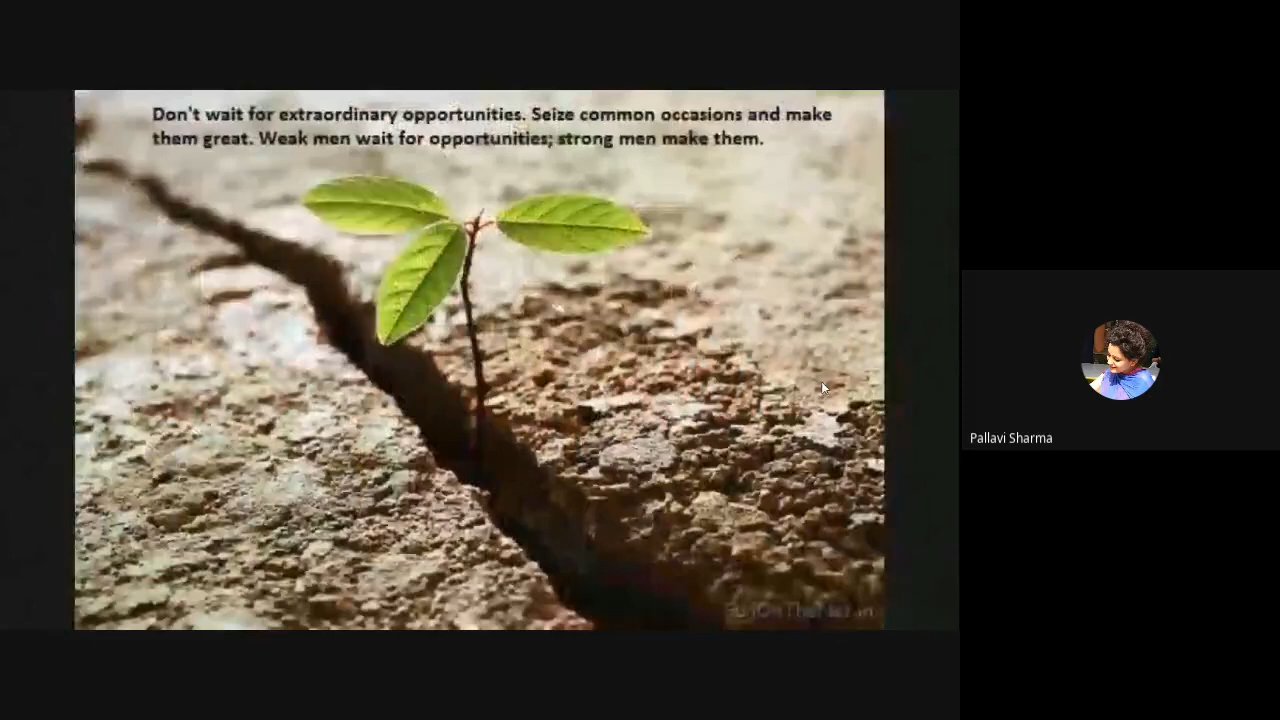 Don't wait for extraordinary opportunities. Seize common occasions and make
them great. Weak men wait for opportunities; strong men make them.
Pallavi Sharma